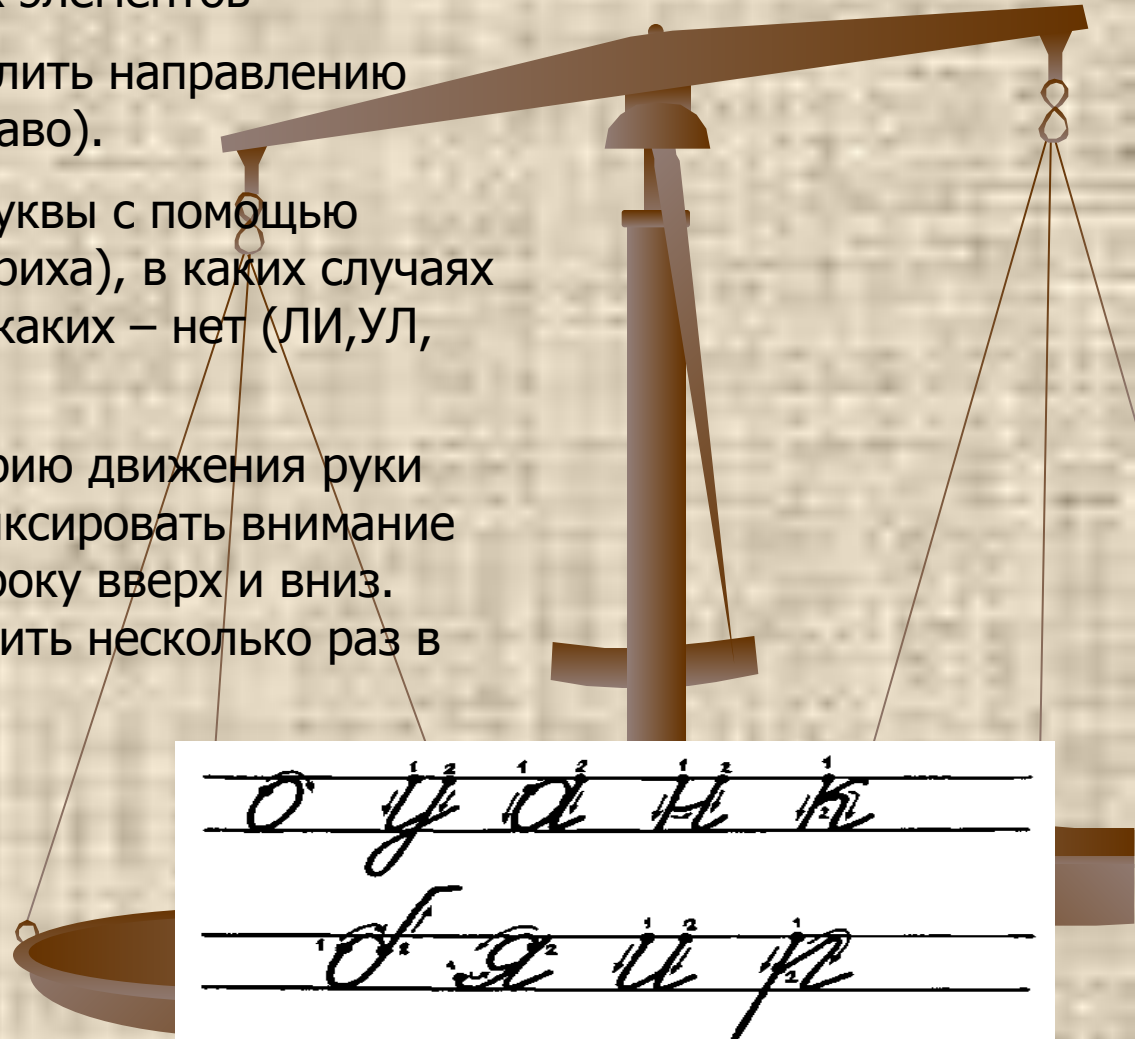 элементов
лить направлению
аво).
уквы с помощью
риха), в каких случаях
каких – нет (ЛИ,УЛ,
рию движения руки
ксировать внимание
року вверх и вниз.
ить несколько раз в
о у а н к
б я и р